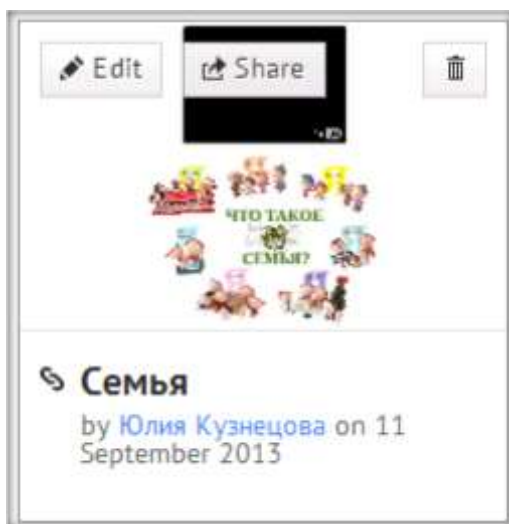 Edit Share
ЧТО ТАКОЕ
СЕМЬЯ?
Семья
by Юлия Кузнецова on 11
September 2013